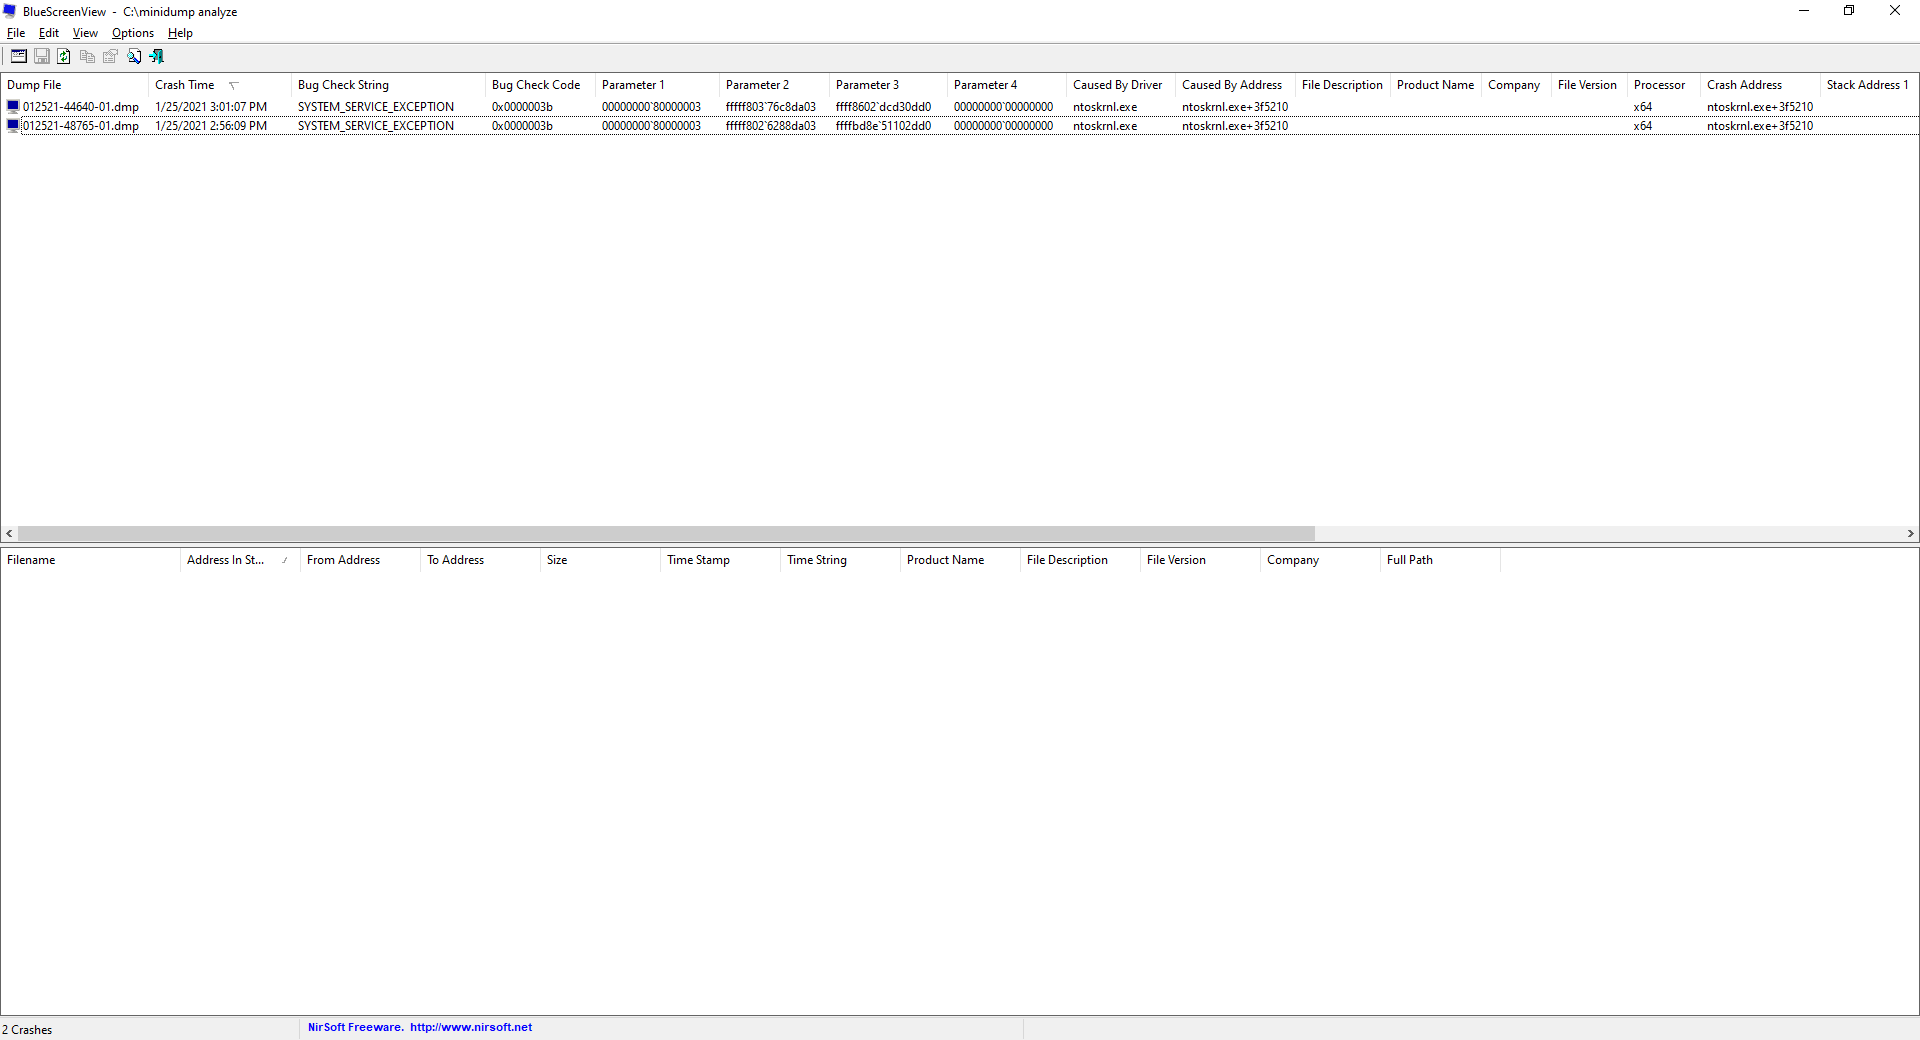 BlueScreenView - C:\minidump analyze
File Edit View Options Help
Dump File Crash Time Bug Check String Bug Check Code Parameter 1 Parameter 2 Parameter 3 Parameter 4 Caused By Driver Caused By Address File Description Product Name Company File Version Processor Crash Address Stack Address 1
012521-44640-01.dmp 1/25/2021 3:01:07 PM SYSTEM_SERVICE_EXCEPTION 0x0000003b 00000000`80000003 fffff803`76c8da03 ffff8602`dcd30dd0 00000000`00000000 ntoskrnl.exe ntoskrnl.exe+3f5210 x64 ntoskrnl.exe+3f5210
012521-48765-01.dmp 1/25/2021 2:56:09 PM SYSTEM_SERVICE_EXCEPTION 0x0000003b 00000000`80000003 fffff802`6288da03 ffffbd8e`51102dd0 00000000`00000000 ntoskrnl.exe ntoskrnl.exe+3f5210 x64 ntoskrnl.exe+3f5210
Filename Address In St... From Address To Address Size Time Stamp Time String Product Name File Description File Version Company Full Path
2 Crashes NirSoft Freeware. http://www.nirsoft.net